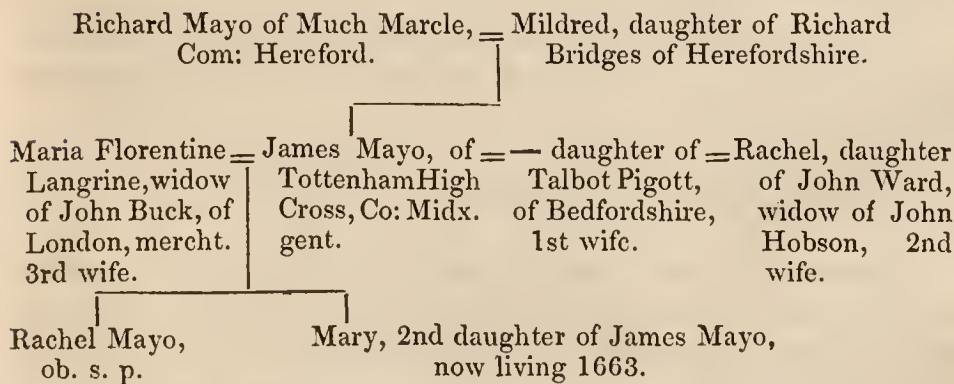 Richard Mayo of Much Marcle, = Mildred, daughter of Richard
Com: Hereford. Bridges of Herefordshire.
Maria Florentine = James Mayo, of = — daughter of = Rachel, daughter
Langrine, widow Tottenham High Talbot Pigott, of John Ward,
of John Buck, of Cross, Co: Midx. of Bedfordshire, widow of John
London, mercht. gent. 1st wife. Hobson, 2nd
3rd wife. wife.
Rachel Mayo, Mary, 2nd daughter of James Mayo,
ob. s. p. now living 1663.